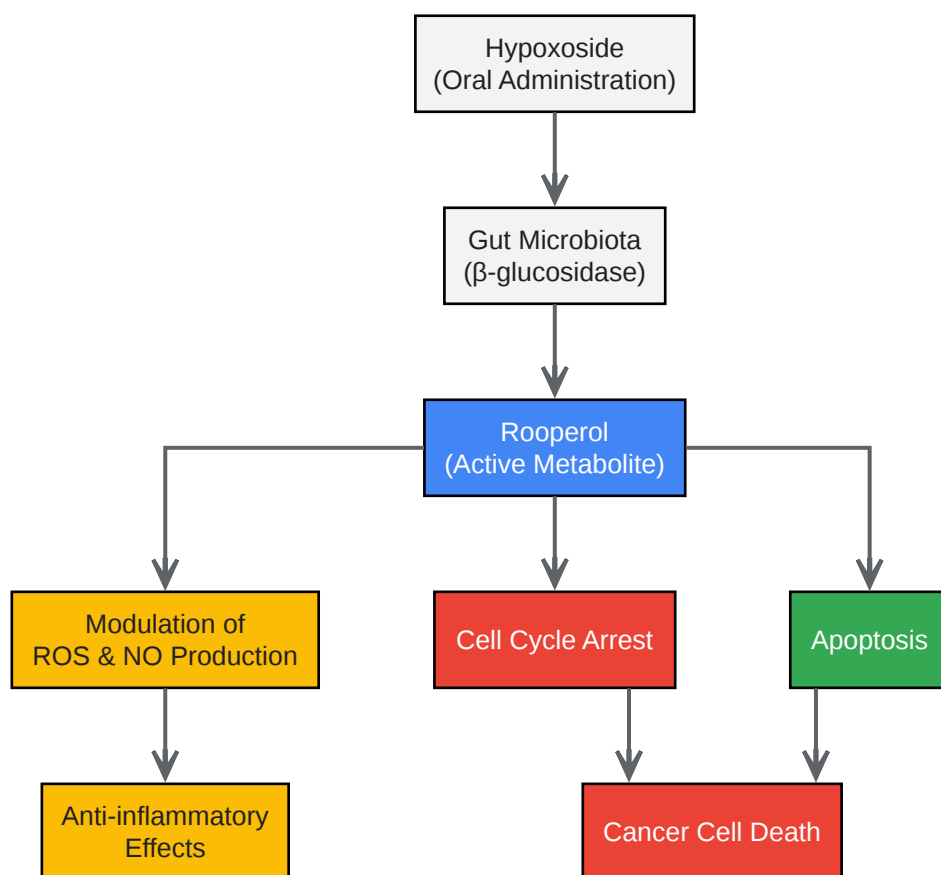 Hypoxoside
(Oral Administration)
Gut Microbiota
(β-glucosidase)
Rooperol
(Active Metabolite)
Modulation of
ROS & NO Production
Cell Cycle Arrest
Apoptosis
Anti-inflammatory
Effects
Cancer Cell Death